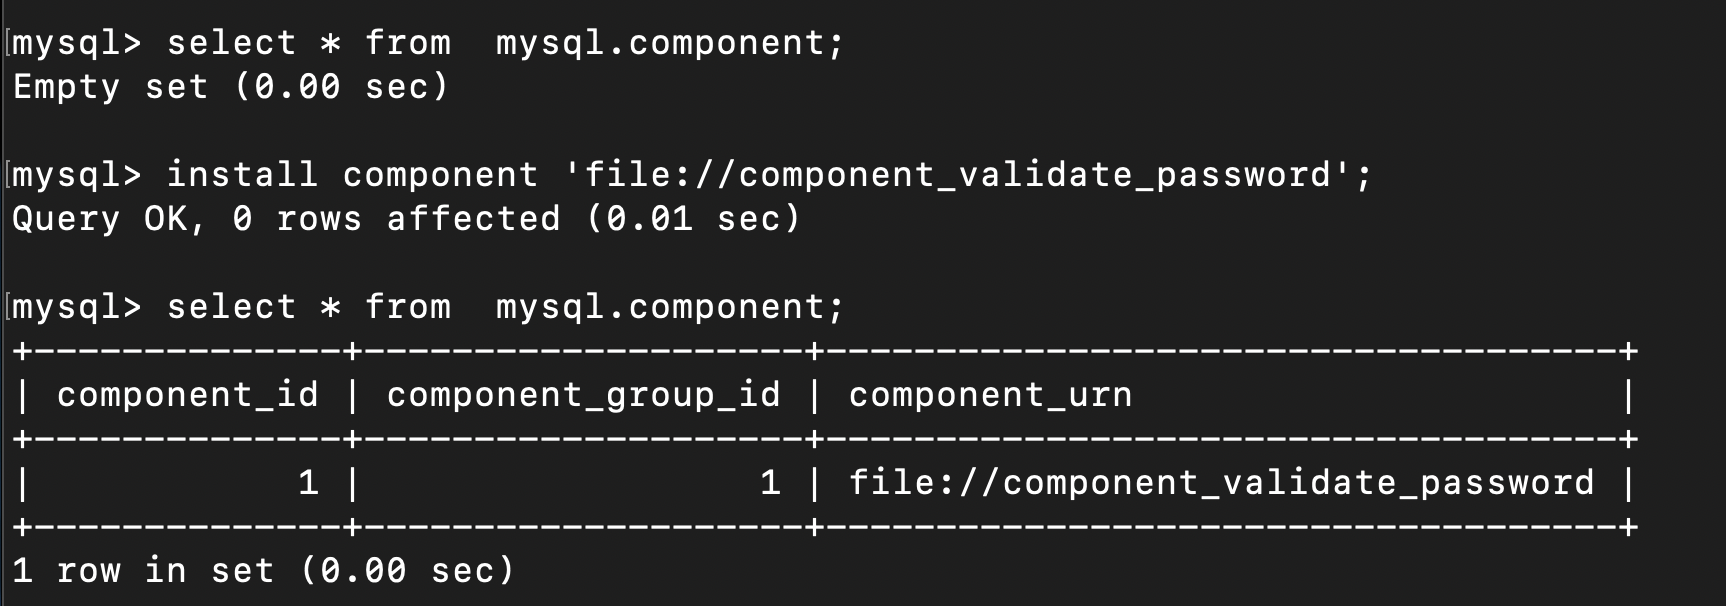 [mysql> select * from  mysql.component;
Empty set (0.00 sec)
[mysql> install component 'file://component_validate_password';
Query OK, 0 rows affected (0.01 sec)
[mysql> select * from  mysql.component;
+--------------+--------------------+------------------------------------+
| component_id | component_group_id | component_urn                      |
+--------------+--------------------+------------------------------------+
|            1 |                  1 | file://component_validate_password |
+--------------+--------------------+------------------------------------+
1 row in set (0.00 sec)